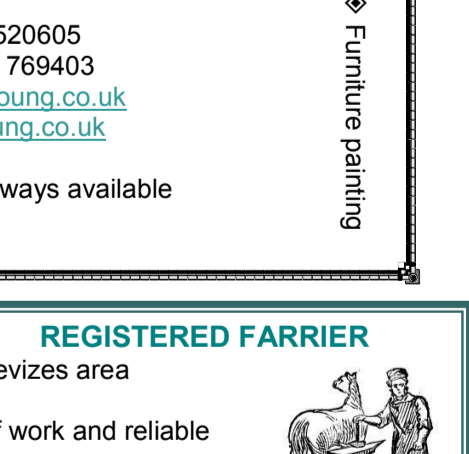 520605
769403
oung.co.uk
ung.co.uk
ways available
Furniture painting
REGISTERED FARRIER
evizes area
work and reliable